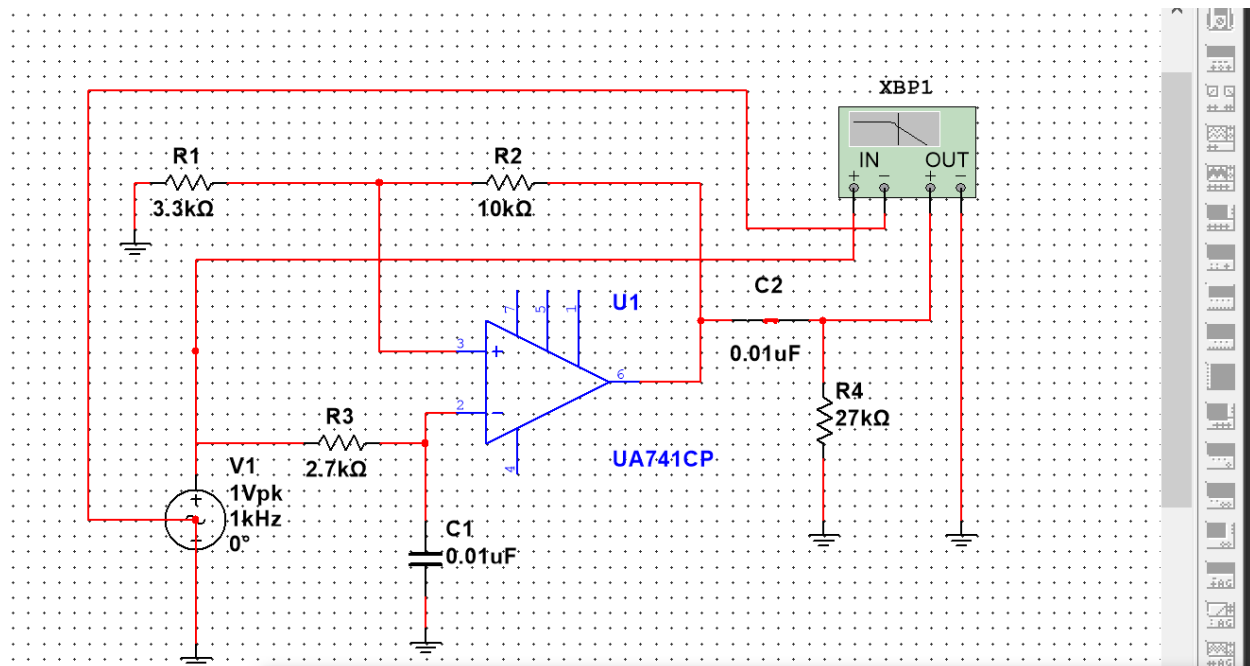 XBP1
IN OUT
+ − + −
R1
3.3kΩ
R2
10kΩ
C2
0.01uF
U1
7 5 1
3 +
2 −
6
4
UA741CP
R3
2.7kΩ
R4
27kΩ
V1
1Vpk
1kHz
0°
+
−
C1
0.01uF